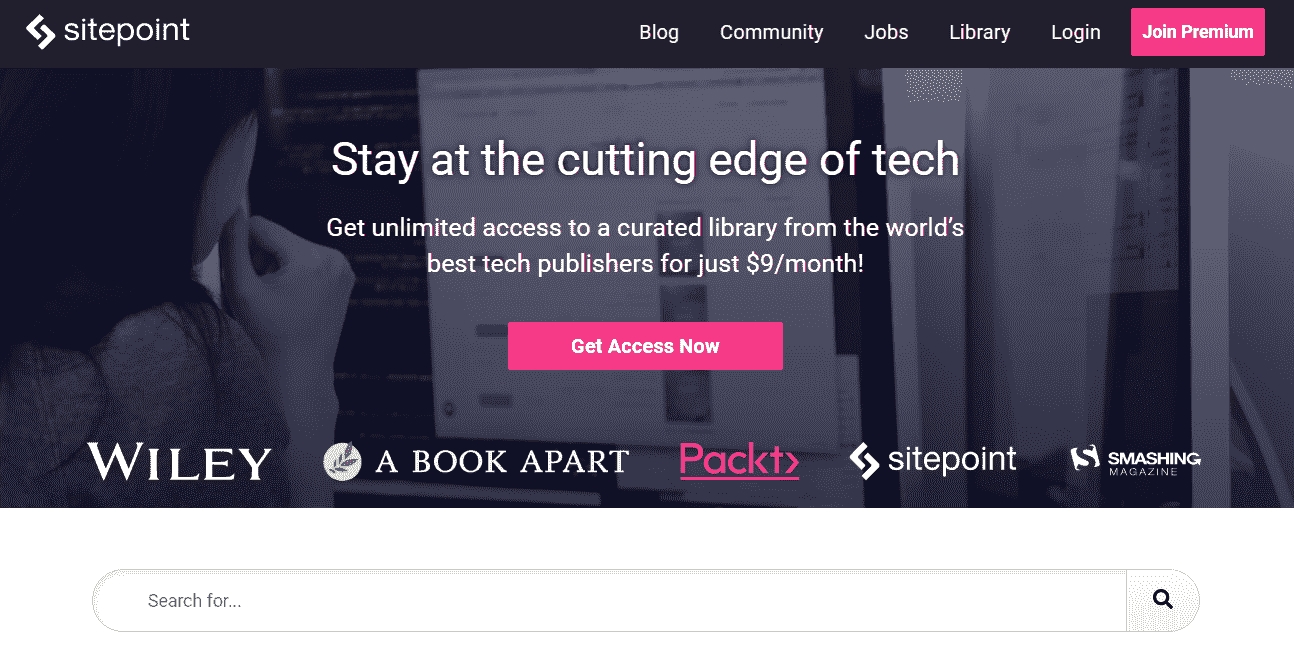 sitepoint
Blog Community Jobs Library Login Join Premium
Stay at the cutting edge of tech
Get unlimited access to a curated library from the world’s
best tech publishers for just $9/month!
Get Access Now
WILEY A BOOK APART Packt› sitepoint SMASHING
MAGAZINE
Search for...